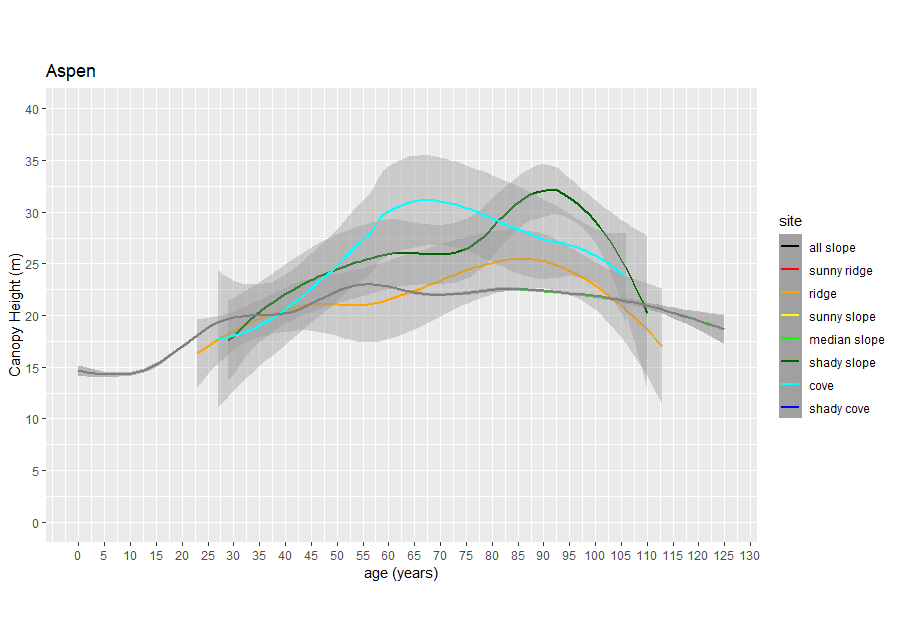 Aspen
Canopy Height (m)
40
35
30
25
20
15
10
5
0
0 5 10 15 20 25 30 35 40 45 50 55 60 65 70 75 80 85 90 95 100 105 110 115 120 125 130
age (years)
site
all slope
sunny ridge
ridge
sunny slope
median slope
shady slope
cove
shady cove